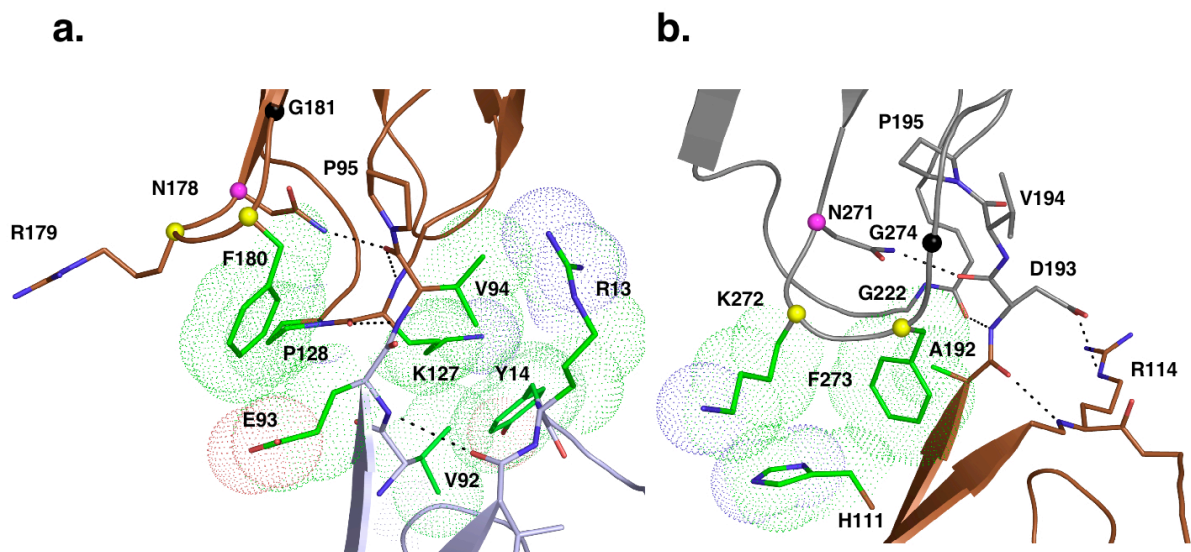 a.
G181
P95
N178
R179
F180
V94
R13
P128
K127
Y14
E93
V92
b.
P195
V194
N271
G274
D193
K272
G222
A192
F273
R114
H111